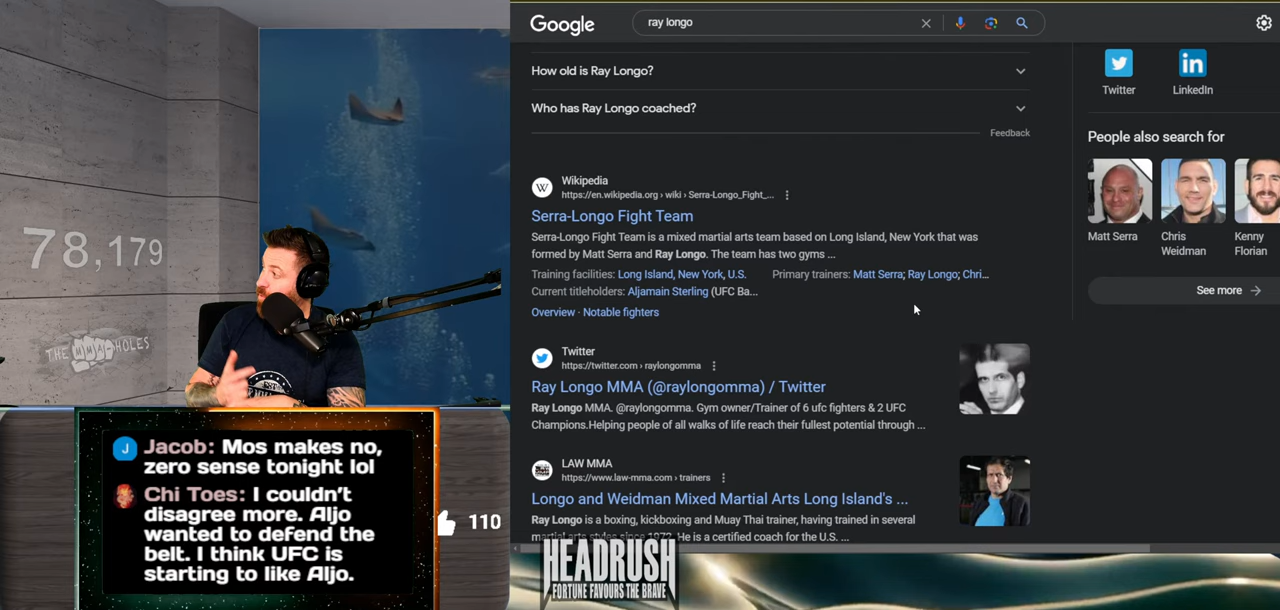 78,179
THE MMA HOLES
J
Jacob: Mos makes no,
zero sense tonight lol
Chi Toes: I couldn't
disagree more. Aljo
wanted to defend the
belt. I think UFC is
starting to like Aljo.
110
Google
ray longo
How old is Ray Longo?
Who has Ray Longo coached?
Feedback
W
Wikipedia
https://en.wikipedia.org › wiki › Serra-Longo_Fight_...
Serra-Longo Fight Team
Serra-Longo Fight Team is a mixed martial arts team based on Long Island, New York that was
formed by Matt Serra and Ray Longo. The team has two gyms ...
Training facilities: Long Island, New York, U.S. Primary trainers: Matt Serra; Ray Longo; Chri...
Current titleholders: Aljamain Sterling (UFC Ba...
Overview · Notable fighters
Twitter
https://twitter.com › raylongomma
Ray Longo MMA (@raylongomma) / Twitter
Ray Longo MMA. @raylongomma. Gym owner/Trainer of 6 ufc fighters & 2 UFC
Champions.Helping people of all walks of life reach their fullest potential through ...
LAW MMA
https://www.law-mma.com › trainers
Longo and Weidman Mixed Martial Arts Long Island's ...
Ray Longo is a boxing, kickboxing and Muay Thai trainer, having trained in several
martial arts styles since 1972. He is a certified coach for the U.S. ...
Twitter
in
LinkedIn
People also search for
Matt Serra
Chris
Weidman
Kenny
Florian
See more
HEADRUSH
FORTUNE FAVOURS THE BRAVE